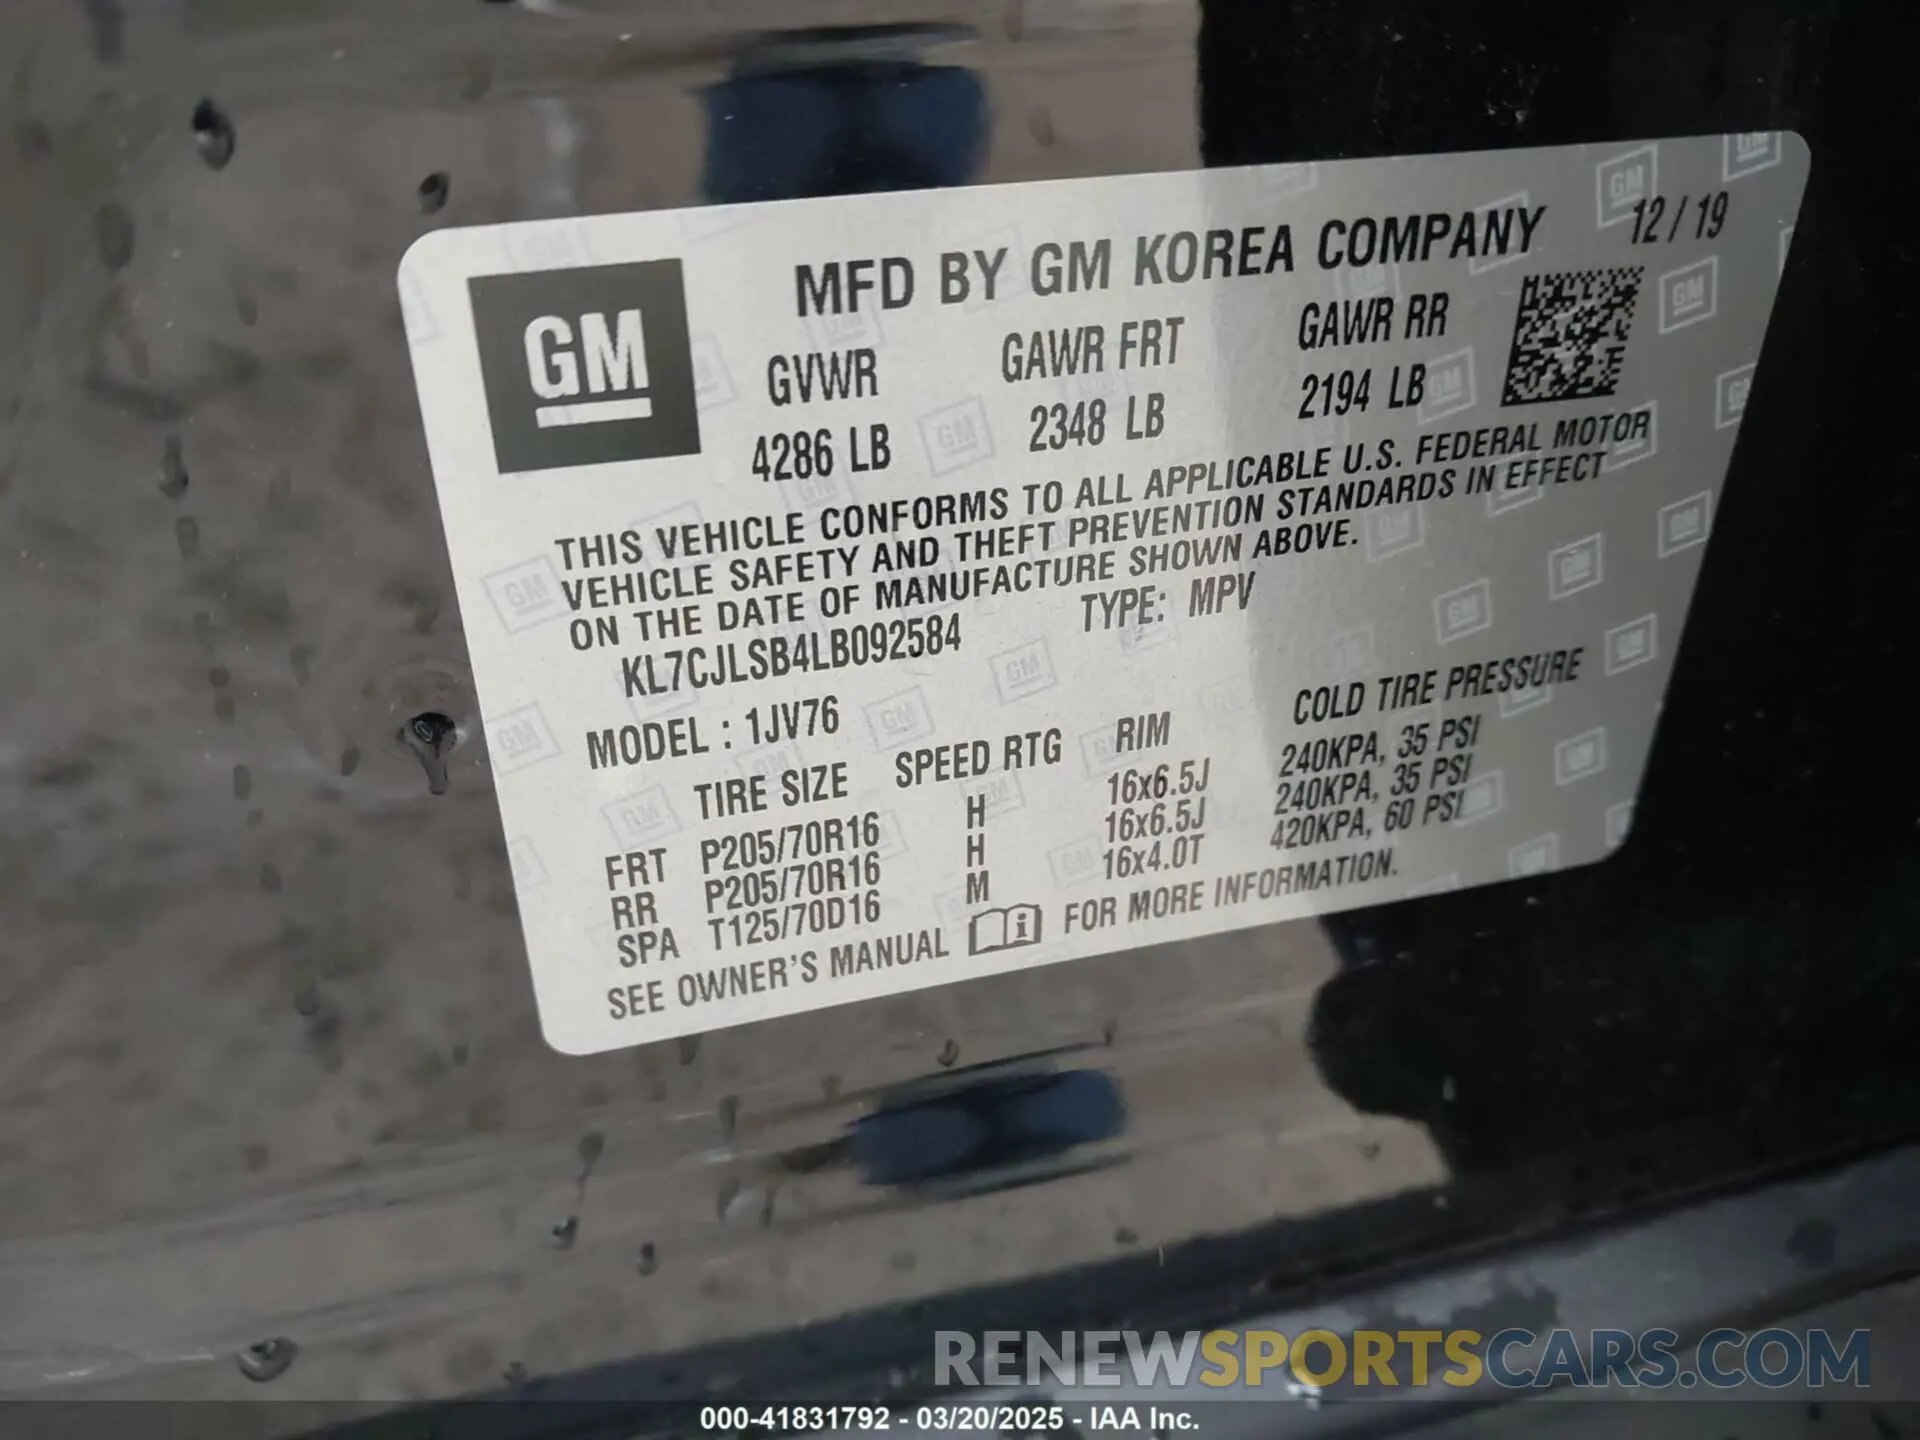 MFD BY GM KOREA COMPANY 12/19
GM
GVWR GAWR FRT GAWR RR
4286 LB 2348 LB 2194 LB
THIS VEHICLE CONFORMS TO ALL APPLICABLE U.S. FEDERAL MOTOR
VEHICLE SAFETY AND THEFT PREVENTION STANDARDS IN EFFECT
ON THE DATE OF MANUFACTURE SHOWN ABOVE.
KL7CJLSB4LB092584 TYPE: MPV
MODEL : 1JV76
TIRE SIZE SPEED RTG RIM COLD TIRE PRESSURE
FRT P205/70R16 H 16x6.5J 240KPA, 35 PSI
RR P205/70R16 H 16x6.5J 240KPA, 35 PSI
SPA T125/70D16 M 16x4.0T 420KPA, 60 PSI
SEE OWNER'S MANUAL FOR MORE INFORMATION.
RENEWSPORTSCARS.COM
000-41831792 - 03/20/2025 - IAA Inc.